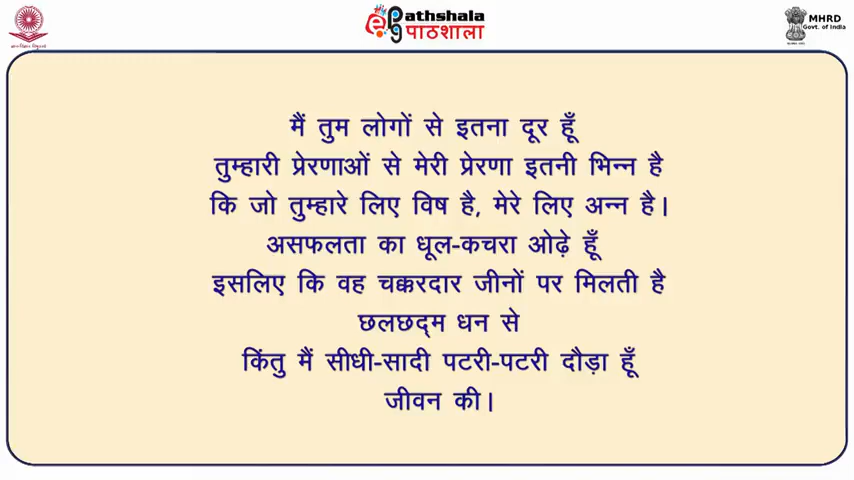 ePathshala
पाठशाला
MHRD
Govt. of India
मैं तुम लोगों से इतना दूर हूँ
तुम्हारी प्रेरणाओं से मेरी प्रेरणा इतनी भिन्न है
कि जो तुम्हारे लिए विष है, मेरे लिए अन्न है।
असफलता का धूल-कचरा ओढ़े हूँ
इसलिए कि वह चक्करदार जीनों पर मिलती है
छलछद्म धन से
किंतु मैं सीधी-सादी पटरी-पटरी दौड़ा हूँ
जीवन की।